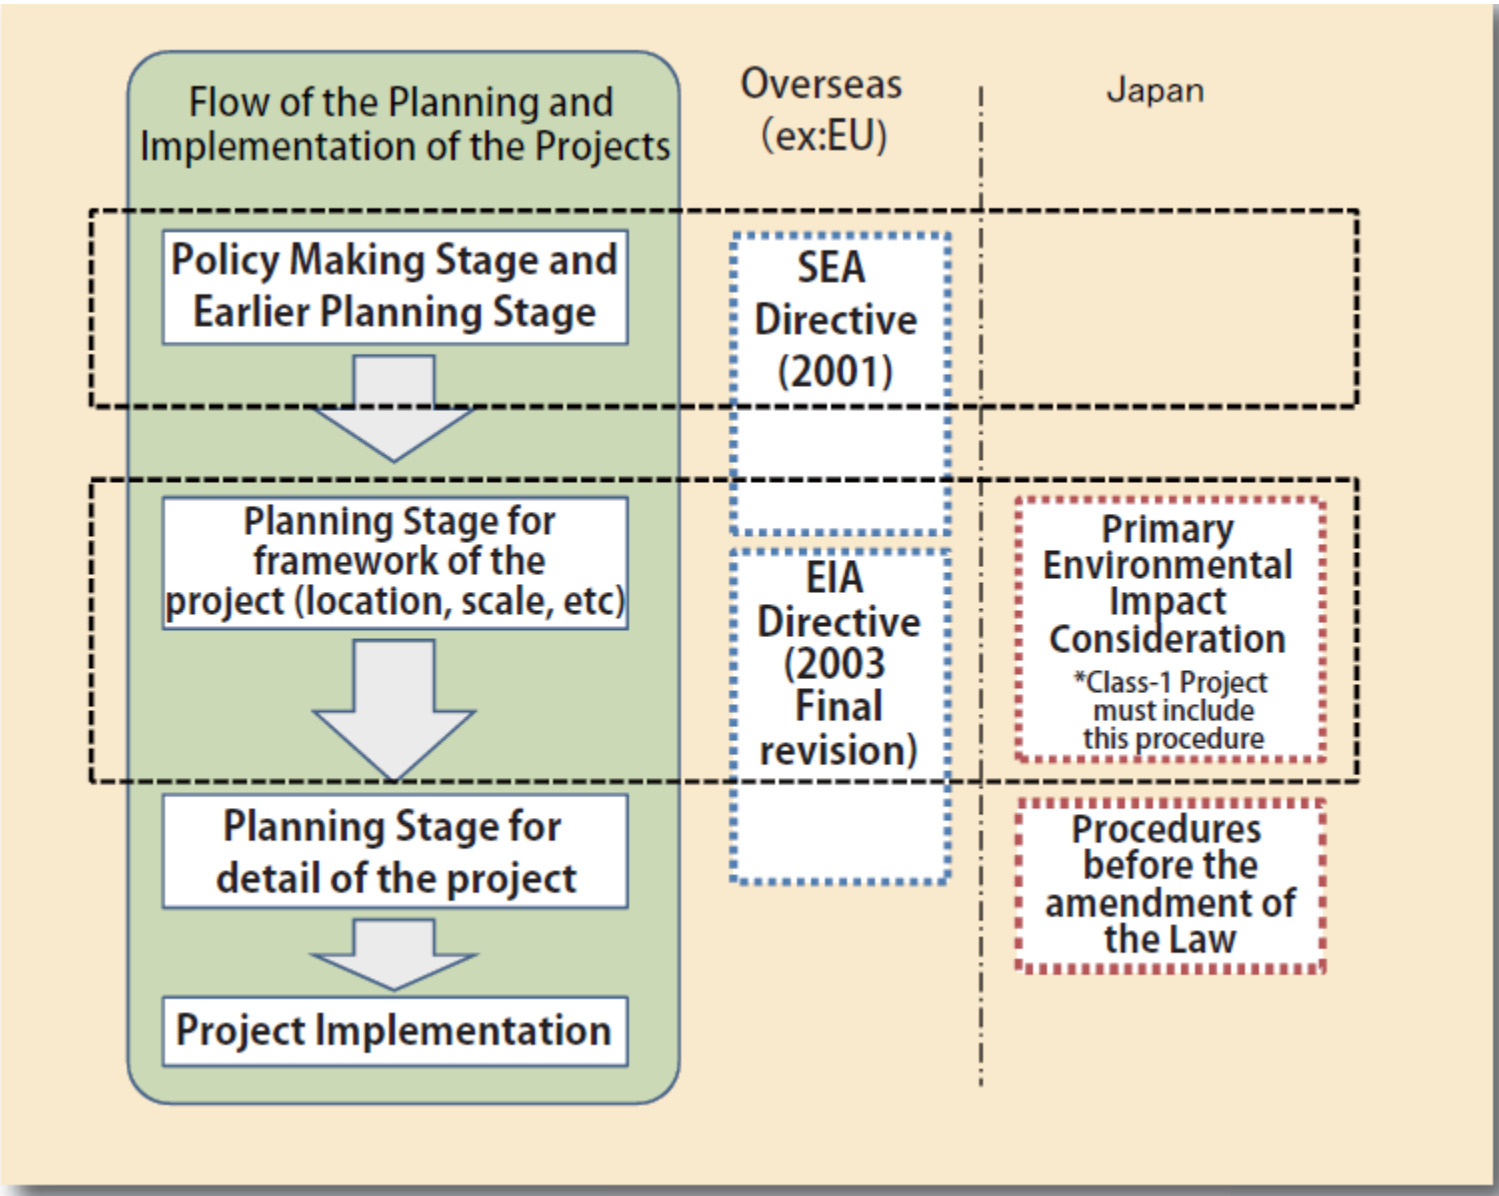 Flow of the Planning and
Implementation of the Projects
Overseas
(ex:EU)
Japan
Policy Making Stage and
Earlier Planning Stage
SEA
Directive
(2001)
Planning Stage for
framework of the
project (location, scale, etc)
EIA
Directive
(2003
Final
revision)
Primary
Environmental
Impact
Consideration
*Class-1 Project
must include
this procedure
Planning Stage for
detail of the project
Procedures
before the
amendment of
the Law
Project Implementation